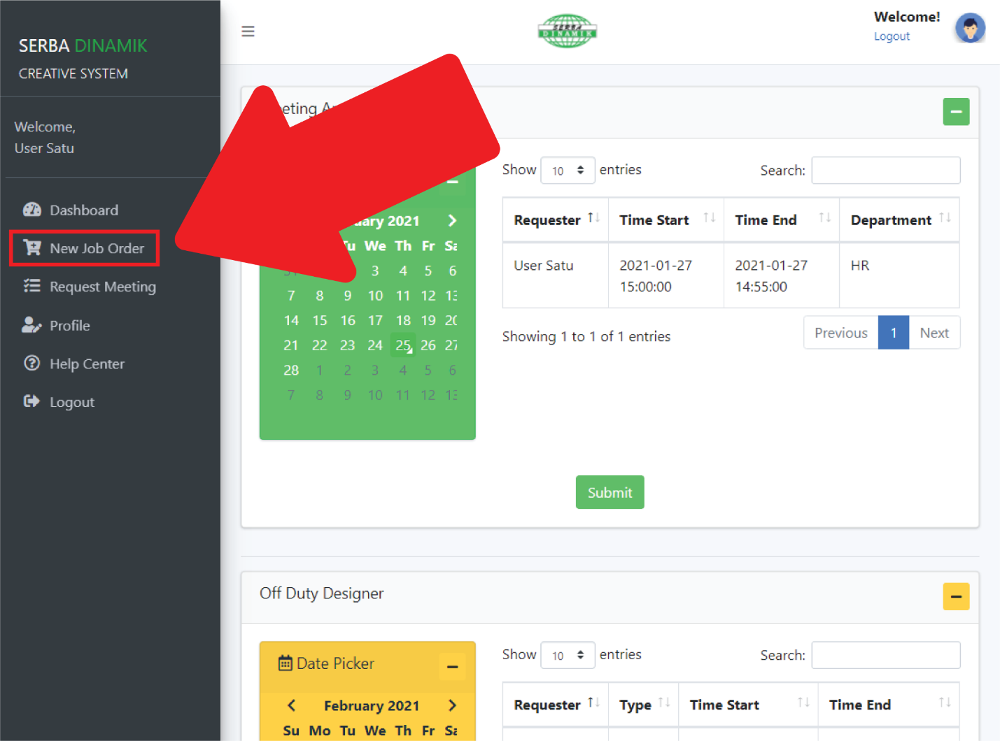 SERBA DINAMIK
CREATIVE SYSTEM
Welcome,
User Satu
Dashboard
New Job Order
Request Meeting
Profile
Help Center
Logout
SERBA
DINAMIK
Welcome!
Logout
eting A
Show 10 entries
Search:
uary 2021
Tu We Th Fr Sa
31 3 4 5 6
7 8 9 10 11 12 13
14 15 16 17 18 19 20
21 22 23 24 25 26 27
28 1 2 3 4 5 6
7 8 9 10 11 12 13
Requester Time Start Time End Department
User Satu 2021-01-27 15:00:00 2021-01-27 14:55:00 HR
Showing 1 to 1 of 1 entries
Previous 1 Next
Submit
Off Duty Designer
Date Picker
February 2021
Su Mo Tu We Th Fr Sa
Show 10 entries
Search:
Requester Type Time Start Time End